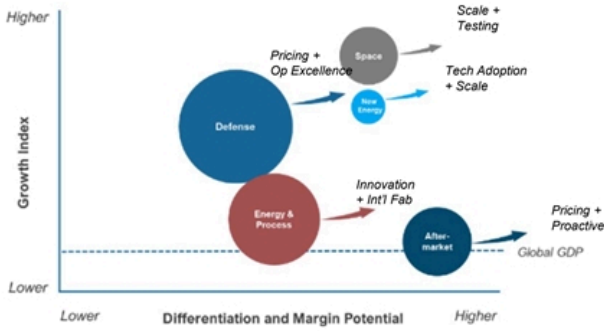 Higher
Scale +
Testing
Pricing +
Op Excellence
Space
Tech Adoption
+ Scale
New
Energy
Defense
Growth Index
Innovation
+ Int'l Fab
Energy &
Process
Pricing +
Proactive
After-
market
Global GDP
Lower
Lower
Differentiation and Margin Potential
Higher